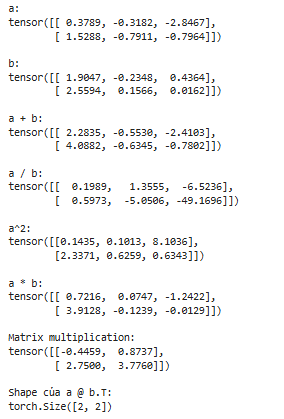 a:
tensor([[ 0.3789, -0.3182, -2.8467],
        [ 1.5288, -0.7911, -0.7964]])

b:
tensor([[ 1.9047, -0.2348,  0.4364],
        [ 2.5594,  0.1566,  0.0162]])

a + b:
tensor([[ 2.2835, -0.5530, -2.4103],
        [ 4.0882, -0.6345, -0.7802]])

a / b:
tensor([[  0.1989,   1.3555,  -6.5236],
        [  0.5973,  -5.0506, -49.1696]])

a^2:
tensor([[0.1435, 0.1013, 8.1036],
        [2.3371, 0.6259, 0.6343]])

a * b:
tensor([[ 0.7216,  0.0747, -1.2422],
        [ 3.9128, -0.1239, -0.0129]])

Matrix multiplication:
tensor([[-0.4459,  0.8737],
        [ 2.7500,  3.7760]])

Shape của a @ b.T:
torch.Size([2, 2])